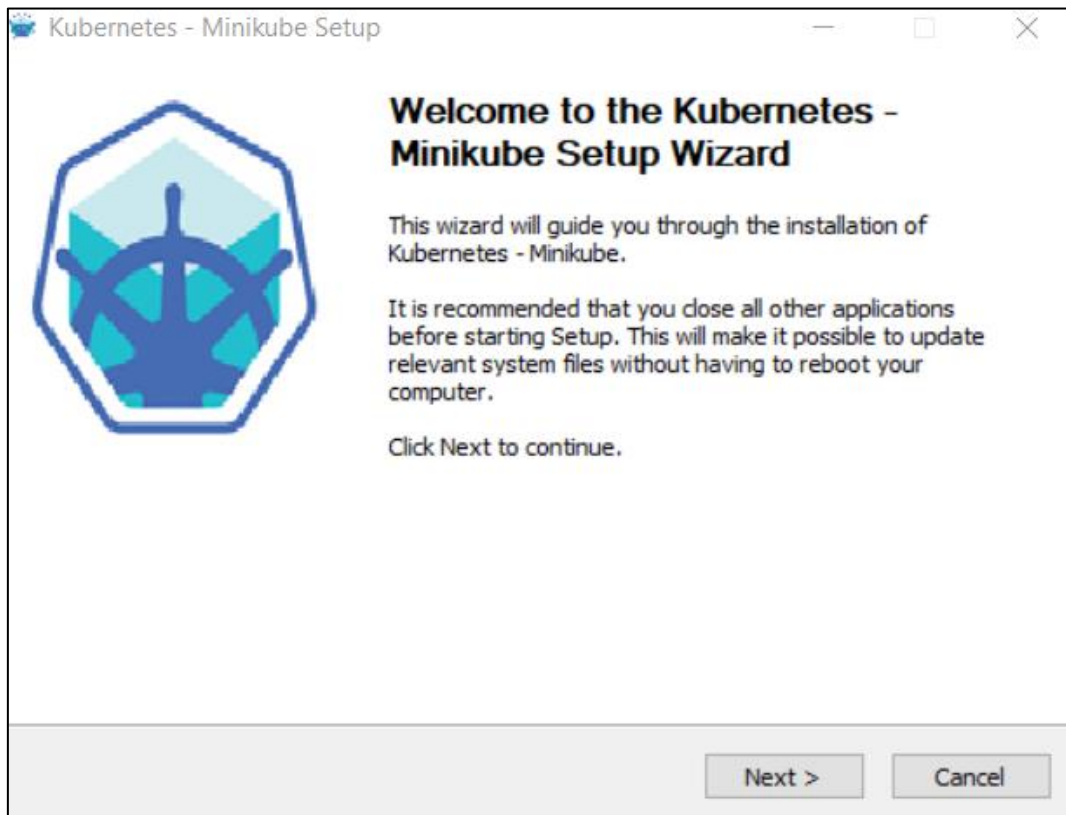 Kubernetes - Minikube Setup
Welcome to the Kubernetes -
Minikube Setup Wizard
This wizard will guide you through the installation of
Kubernetes - Minikube.
It is recommended that you close all other applications
before starting Setup. This will make it possible to update
relevant system files without having to reboot your
computer.
Click Next to continue.
Next >
Cancel